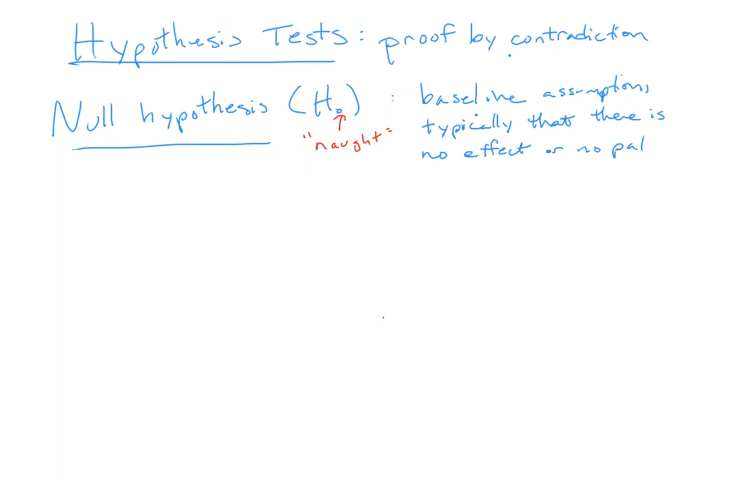 Hypothesis Tests: proof by contradiction
Null hypothesis (H₀) : baseline assumption,
typically that there is
"naught"
no effect or no pal